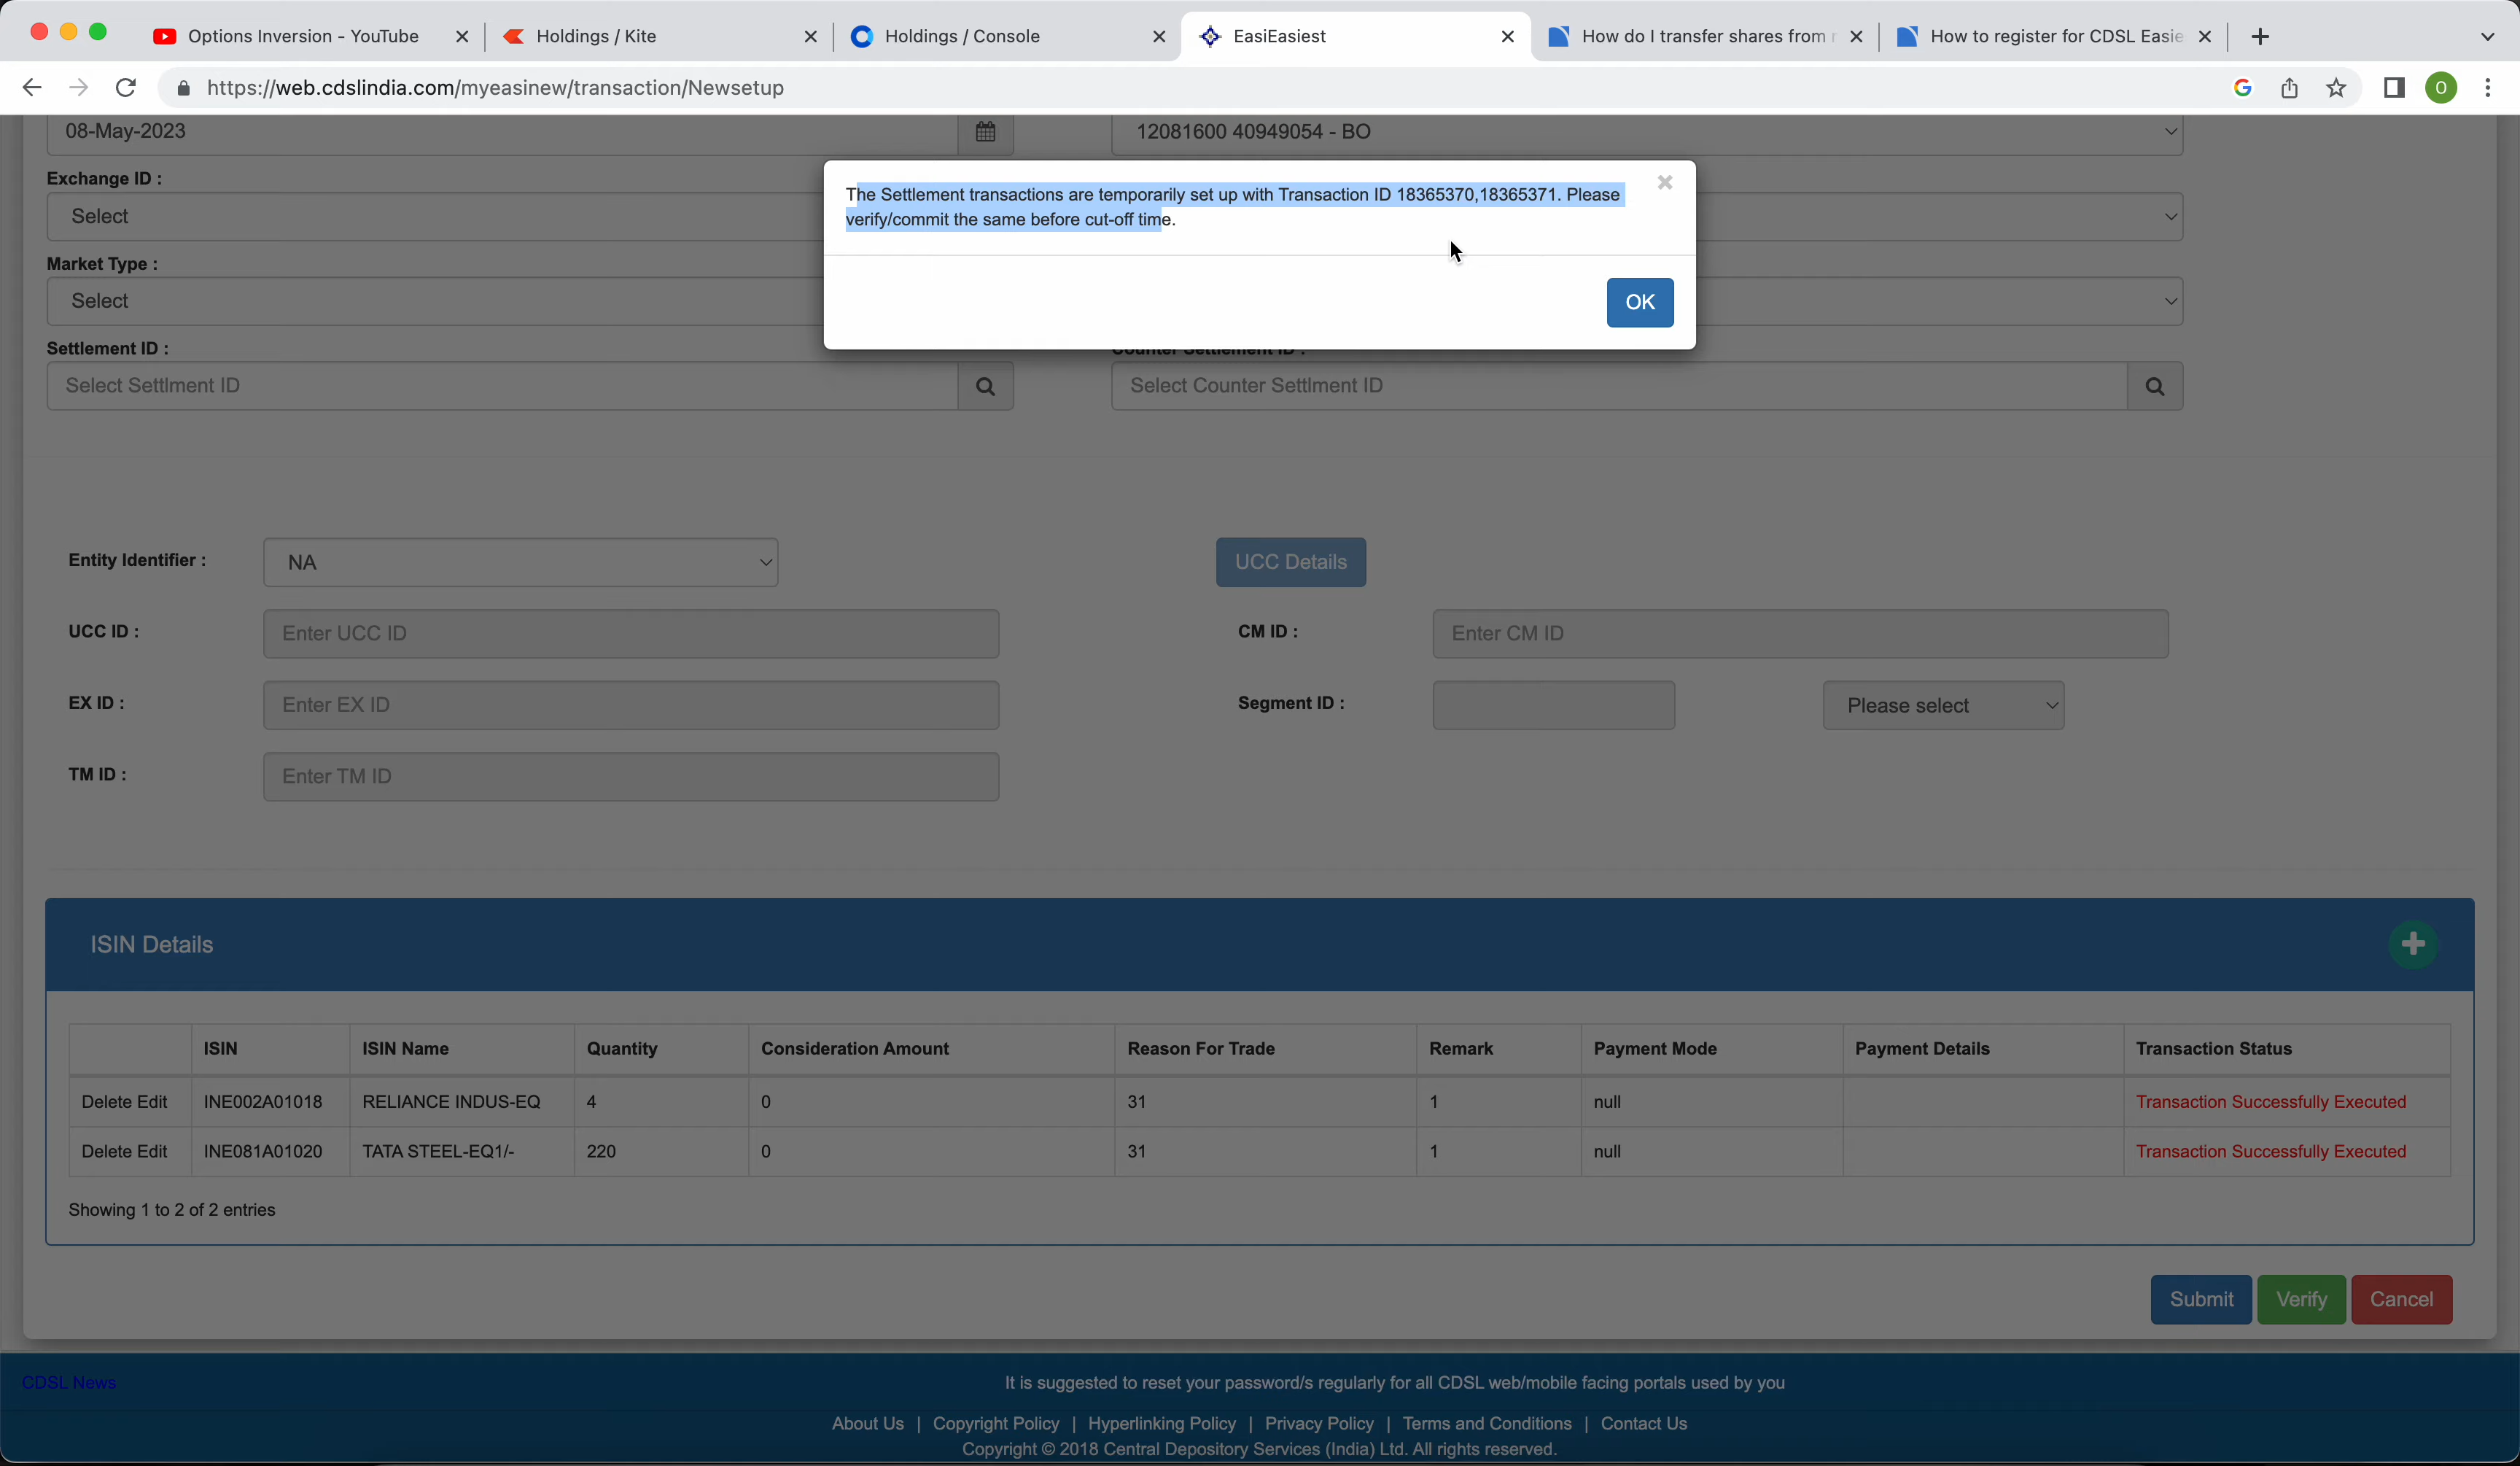 Options Inversion - YouTube
Holdings / Kite
Holdings / Console
EasiEasiest
How do I transfer shares from
How to register for CDSL Easie
https://web.cdslindia.com/myeasinew/transaction/Newsetup
O
08-May-2023
12081600 40949054 - BO
The Settlement transactions are temporarily set up with Transaction ID 18365370,18365371. Please
verify/commit the same before cut-off time.
OK
Exchange ID :
Select
Market Type :
Select
Settlement ID :
Select Settlment ID
Counter Settlement ID :
Select Counter Settlment ID
Entity Identifier :
NA
UCC Details
UCC ID :
Enter UCC ID
CM ID :
Enter CM ID
EX ID :
Enter EX ID
Segment ID :
Please select
TM ID :
Enter TM ID
ISIN Details
ISIN ISIN Name Quantity Consideration Amount Reason For Trade Remark Payment Mode Payment Details Transaction Status
Delete Edit INE002A01018 RELIANCE INDUS-EQ 4 0 31 1 null Transaction Successfully Executed
Delete Edit INE081A01020 TATA STEEL-EQ1/- 220 0 31 1 null Transaction Successfully Executed
Showing 1 to 2 of 2 entries
Submit Verify Cancel
CDSL News
It is suggested to reset your password/s regularly for all CDSL web/mobile facing portals used by you
About Us | Copyright Policy | Hyperlinking Policy | Privacy Policy | Terms and Conditions | Contact Us
Copyright © 2018 Central Depository Services (India) Ltd. All rights reserved.